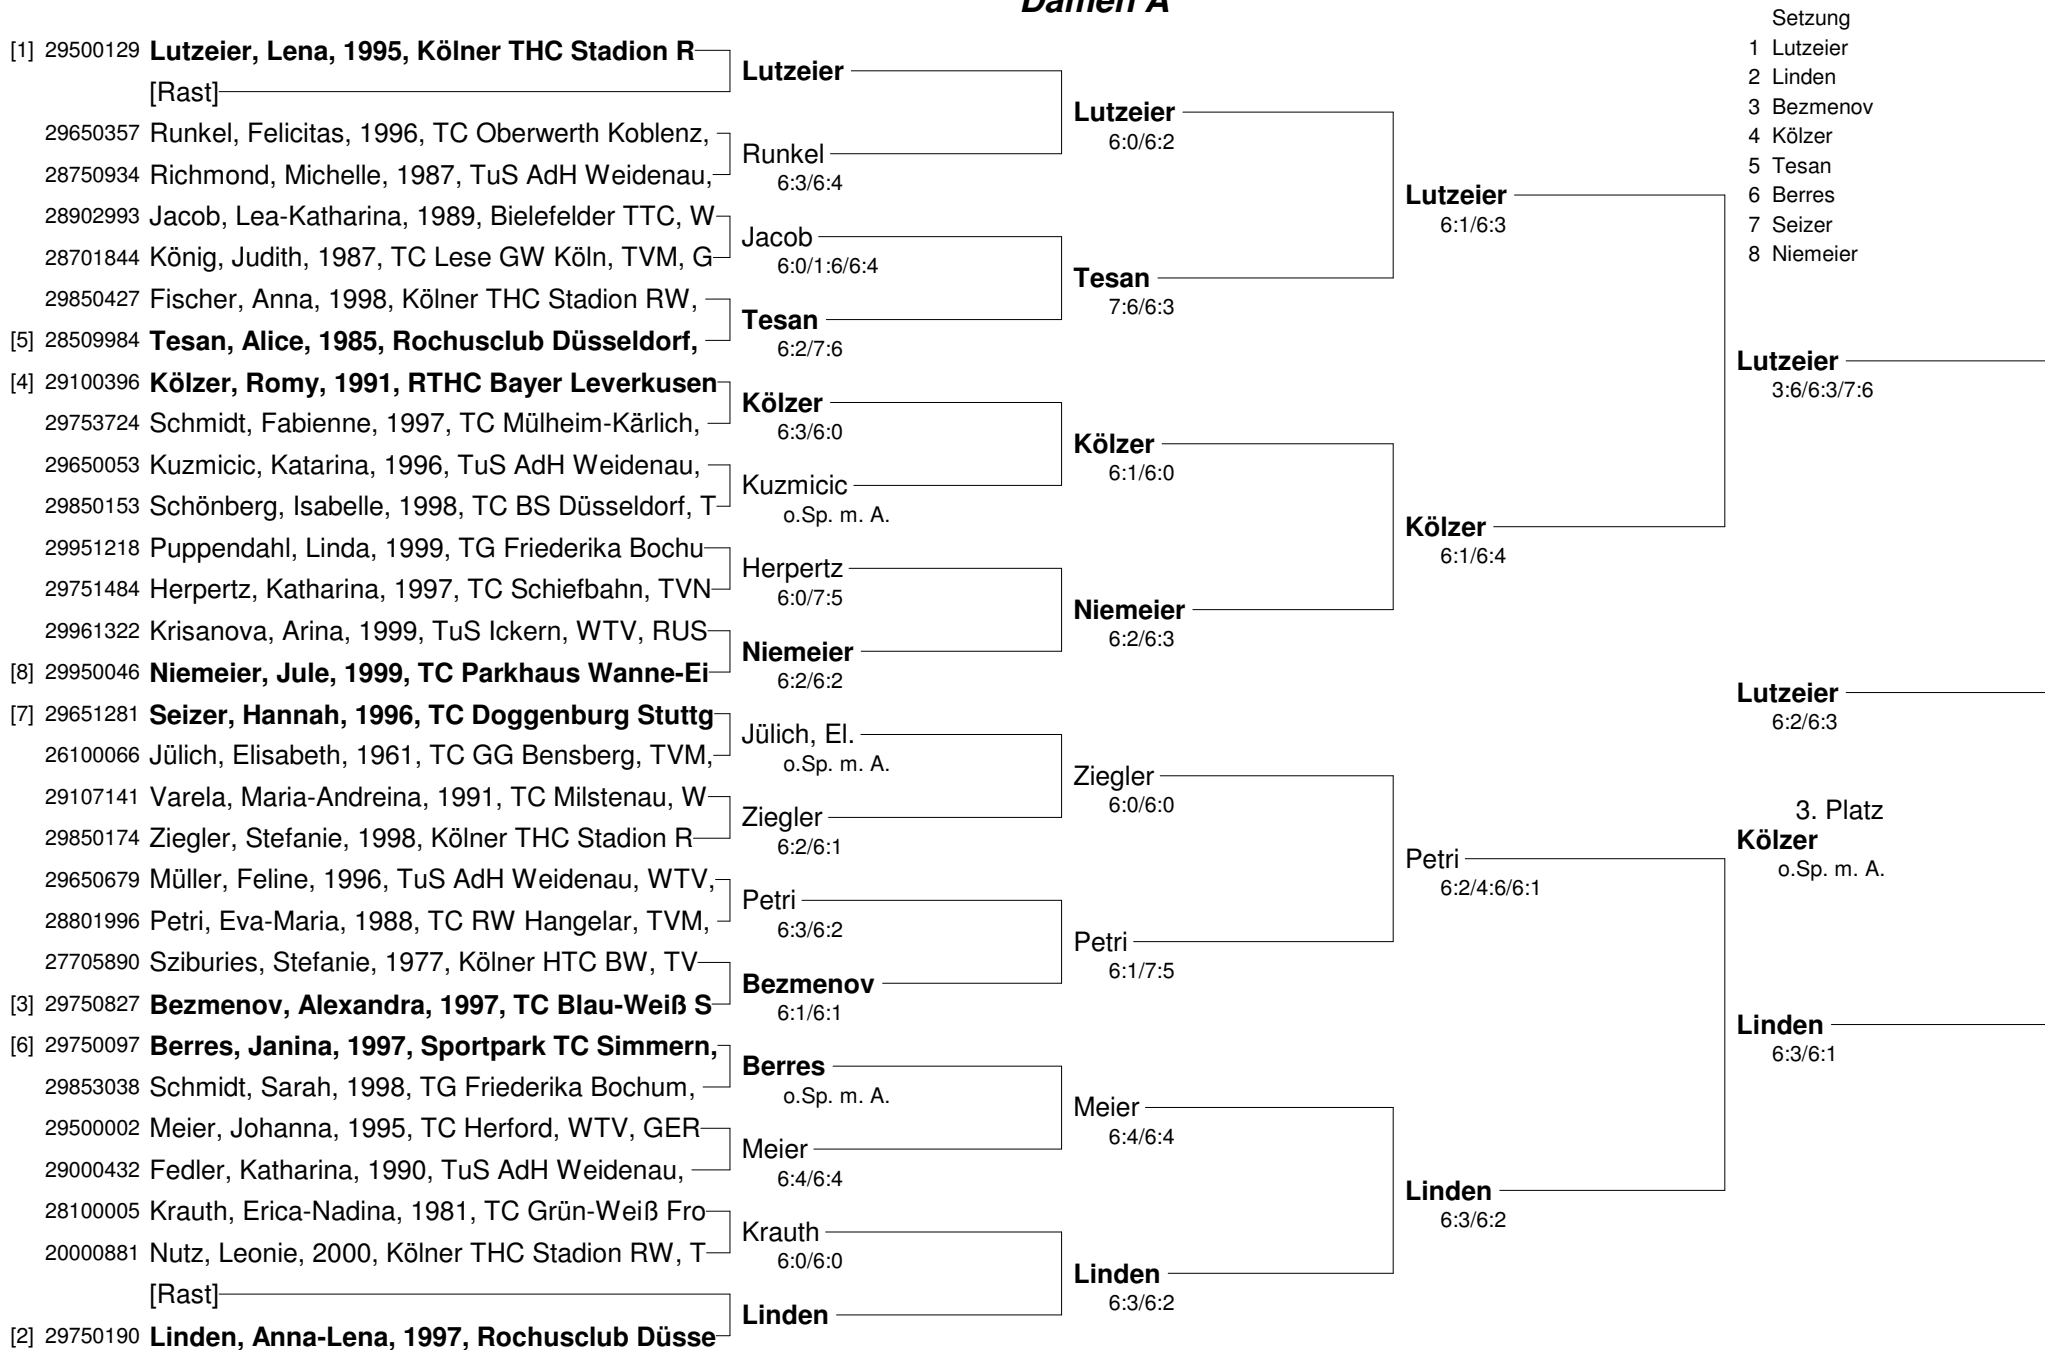 Damen A
Setzung
1 Lutzeier
2 Linden
3 Bezmenov
4 Kölzer
5 Tesan
6 Berres
7 Seizer
8 Niemeier
[1] 29500129 Lutzeier, Lena, 1995, Kölner THC Stadion R
[Rast]
29650357 Runkel, Felicitas, 1996, TC Oberwerth Koblenz,
28750934 Richmond, Michelle, 1987, TuS AdH Weidenau,
28902993 Jacob, Lea-Katharina, 1989, Bielefelder TTC, W
28701844 König, Judith, 1987, TC Lese GW Köln, TVM, G
29850427 Fischer, Anna, 1998, Kölner THC Stadion RW,
[5] 28509984 Tesan, Alice, 1985, Rochusclub Düsseldorf,
[4] 29100396 Kölzer, Romy, 1991, RTHC Bayer Leverkusen
29753724 Schmidt, Fabienne, 1997, TC Mülheim-Kärlich,
29650053 Kuzmicic, Katarina, 1996, TuS AdH Weidenau,
29850153 Schönberg, Isabelle, 1998, TC BS Düsseldorf, T
29951218 Puppendahl, Linda, 1999, TG Friederika Bochu
29751484 Herpertz, Katharina, 1997, TC Schiefbahn, TVN
29961322 Krisanova, Arina, 1999, TuS Ickern, WTV, RUS
[8] 29950046 Niemeier, Jule, 1999, TC Parkhaus Wanne-Ei
[7] 29651281 Seizer, Hannah, 1996, TC Doggenburg Stuttg
26100066 Jülich, Elisabeth, 1961, TC GG Bensberg, TVM,
29107141 Varela, Maria-Andreina, 1991, TC Milstenau, W
29850174 Ziegler, Stefanie, 1998, Kölner THC Stadion R
29650679 Müller, Feline, 1996, TuS AdH Weidenau, WTV,
28801996 Petri, Eva-Maria, 1988, TC RW Hangelar, TVM,
27705890 Sziburies, Stefanie, 1977, Kölner HTC BW, TV
[3] 29750827 Bezmenov, Alexandra, 1997, TC Blau-Weiß S
[6] 29750097 Berres, Janina, 1997, Sportpark TC Simmern,
29853038 Schmidt, Sarah, 1998, TG Friederika Bochum,
29500002 Meier, Johanna, 1995, TC Herford, WTV, GER
29000432 Fedler, Katharina, 1990, TuS AdH Weidenau,
28100005 Krauth, Erica-Nadina, 1981, TC Grün-Weiß Fro
20000881 Nutz, Leonie, 2000, Kölner THC Stadion RW, T
[Rast]
[2] 29750190 Linden, Anna-Lena, 1997, Rochusclub Düsse
Lutzeier
Runkel
6:3/6:4
Jacob
6:0/1:6/6:4
Tesan
6:2/7:6
Kölzer
6:3/6:0
Kuzmicic
o.Sp. m. A.
Herpertz
6:0/7:5
Niemeier
6:2/6:2
Jülich, El.
o.Sp. m. A.
Ziegler
6:2/6:1
Petri
6:3/6:2
Bezmenov
6:1/6:1
Berres
o.Sp. m. A.
Meier
6:4/6:4
Krauth
6:0/6:0
Linden
Lutzeier
6:0/6:2
Tesan
7:6/6:3
Kölzer
6:1/6:0
Niemeier
6:2/6:3
Ziegler
6:0/6:0
Petri
6:1/7:5
Meier
6:4/6:4
Linden
6:3/6:2
Lutzeier
6:1/6:3
Kölzer
6:1/6:4
Petri
6:2/4:6/6:1
Linden
6:3/6:2
Lutzeier
3:6/6:3/7:6
Lutzeier
6:2/6:3
3. Platz
Kölzer
o.Sp. m. A.
Linden
6:3/6:1